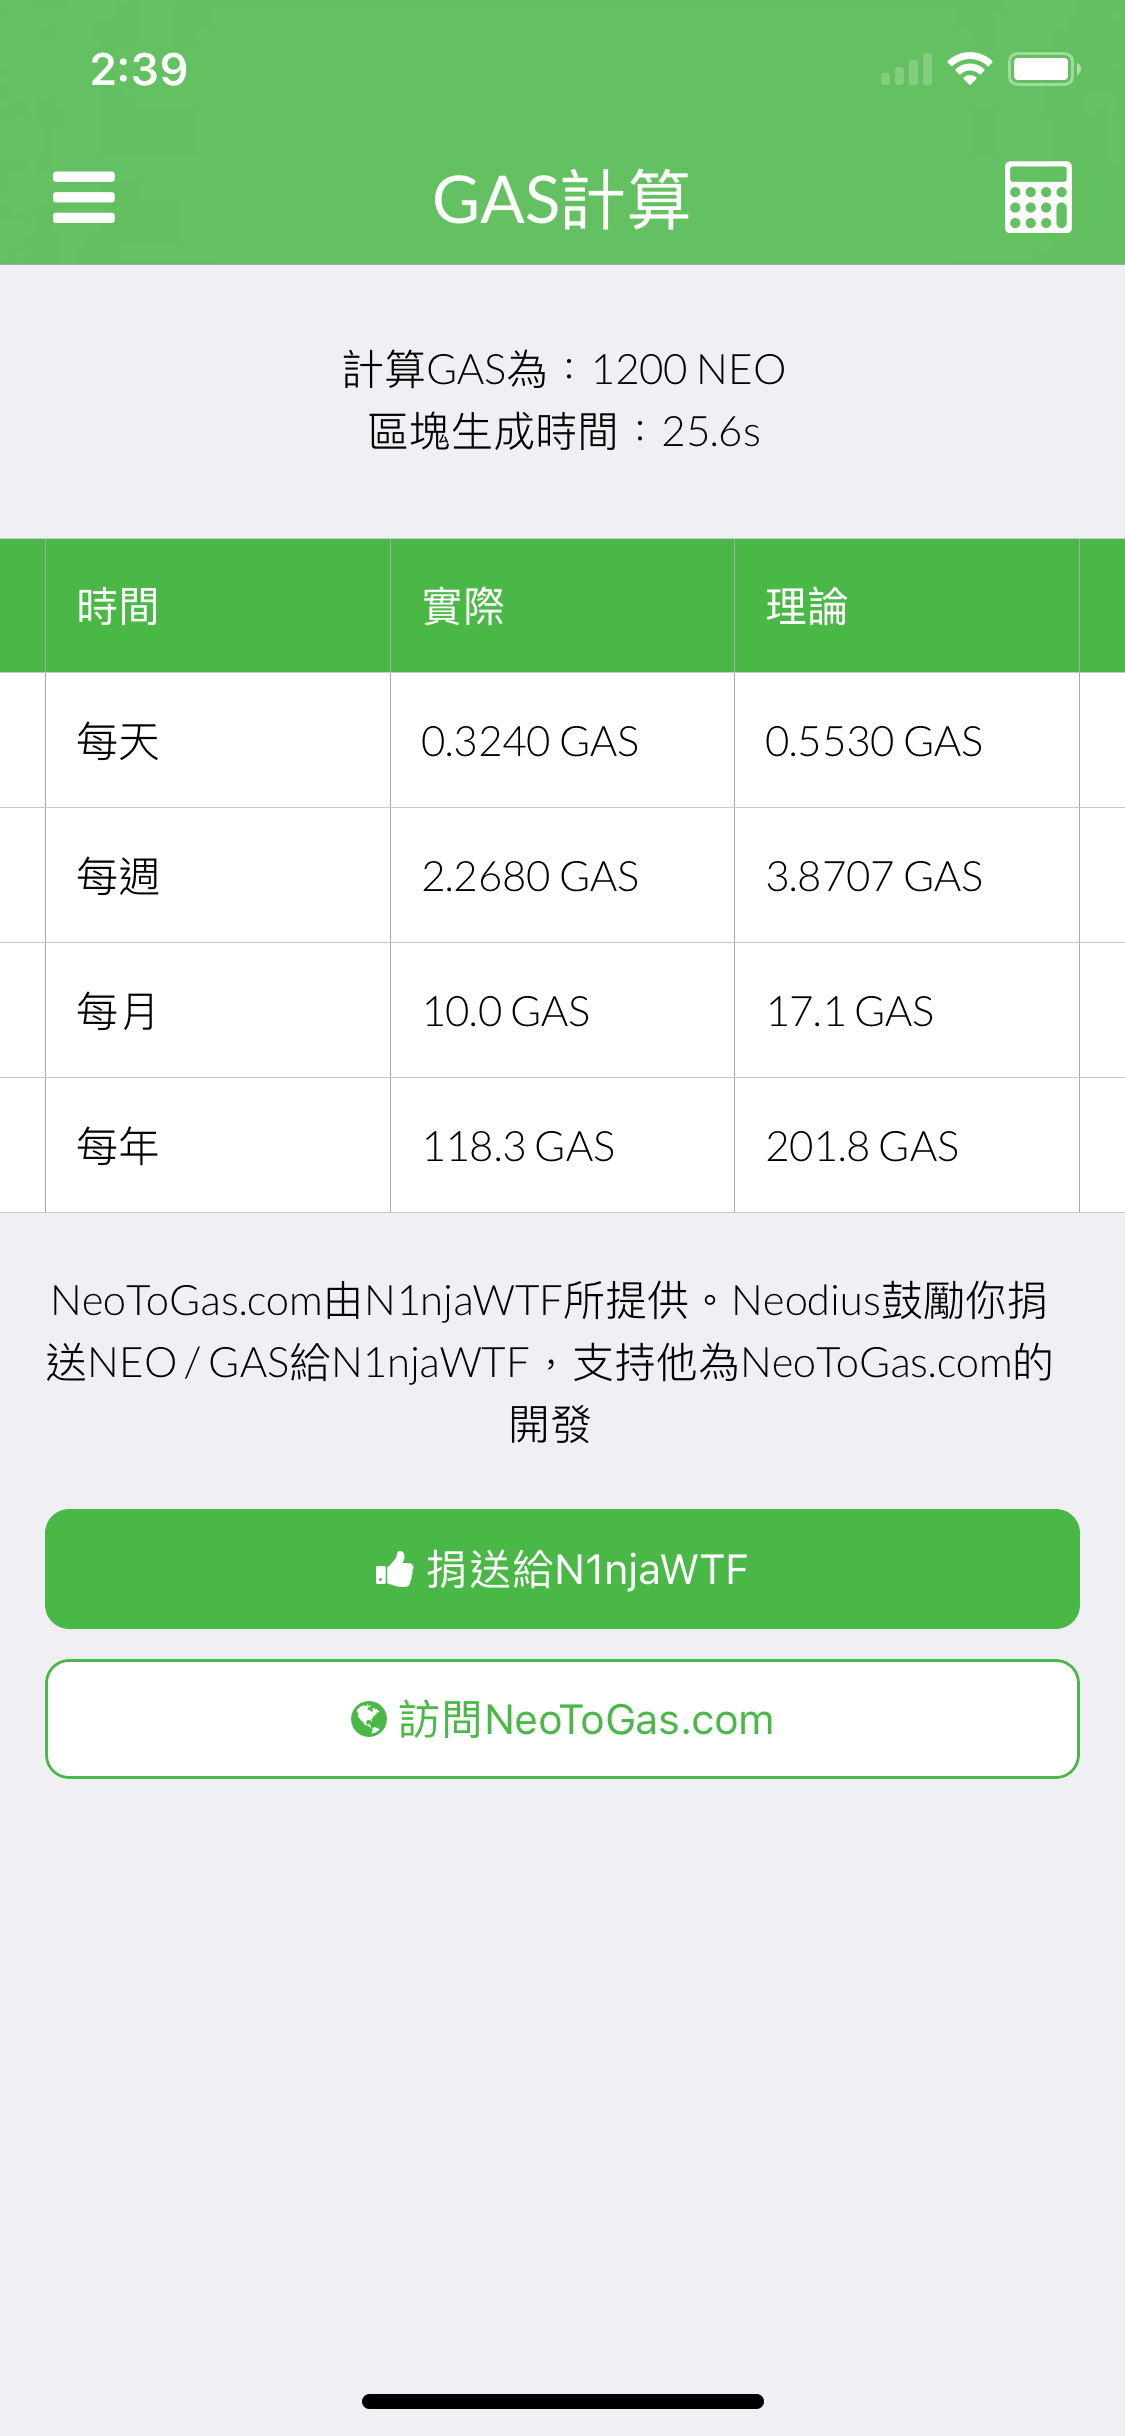 2:39
GAS計算
計算GAS為：1200 NEO
區塊生成時間：25.6s
時間 實際 理論
每天 0.3240 GAS 0.5530 GAS
每週 2.2680 GAS 3.8707 GAS
每月 10.0 GAS 17.1 GAS
每年 118.3 GAS 201.8 GAS
NeoToGas.com由N1njaWTF所提供。Neodius鼓勵你捐
送NEO / GAS給N1njaWTF，支持他為NeoToGas.com的
開發
捐送給N1njaWTF
訪問NeoToGas.com